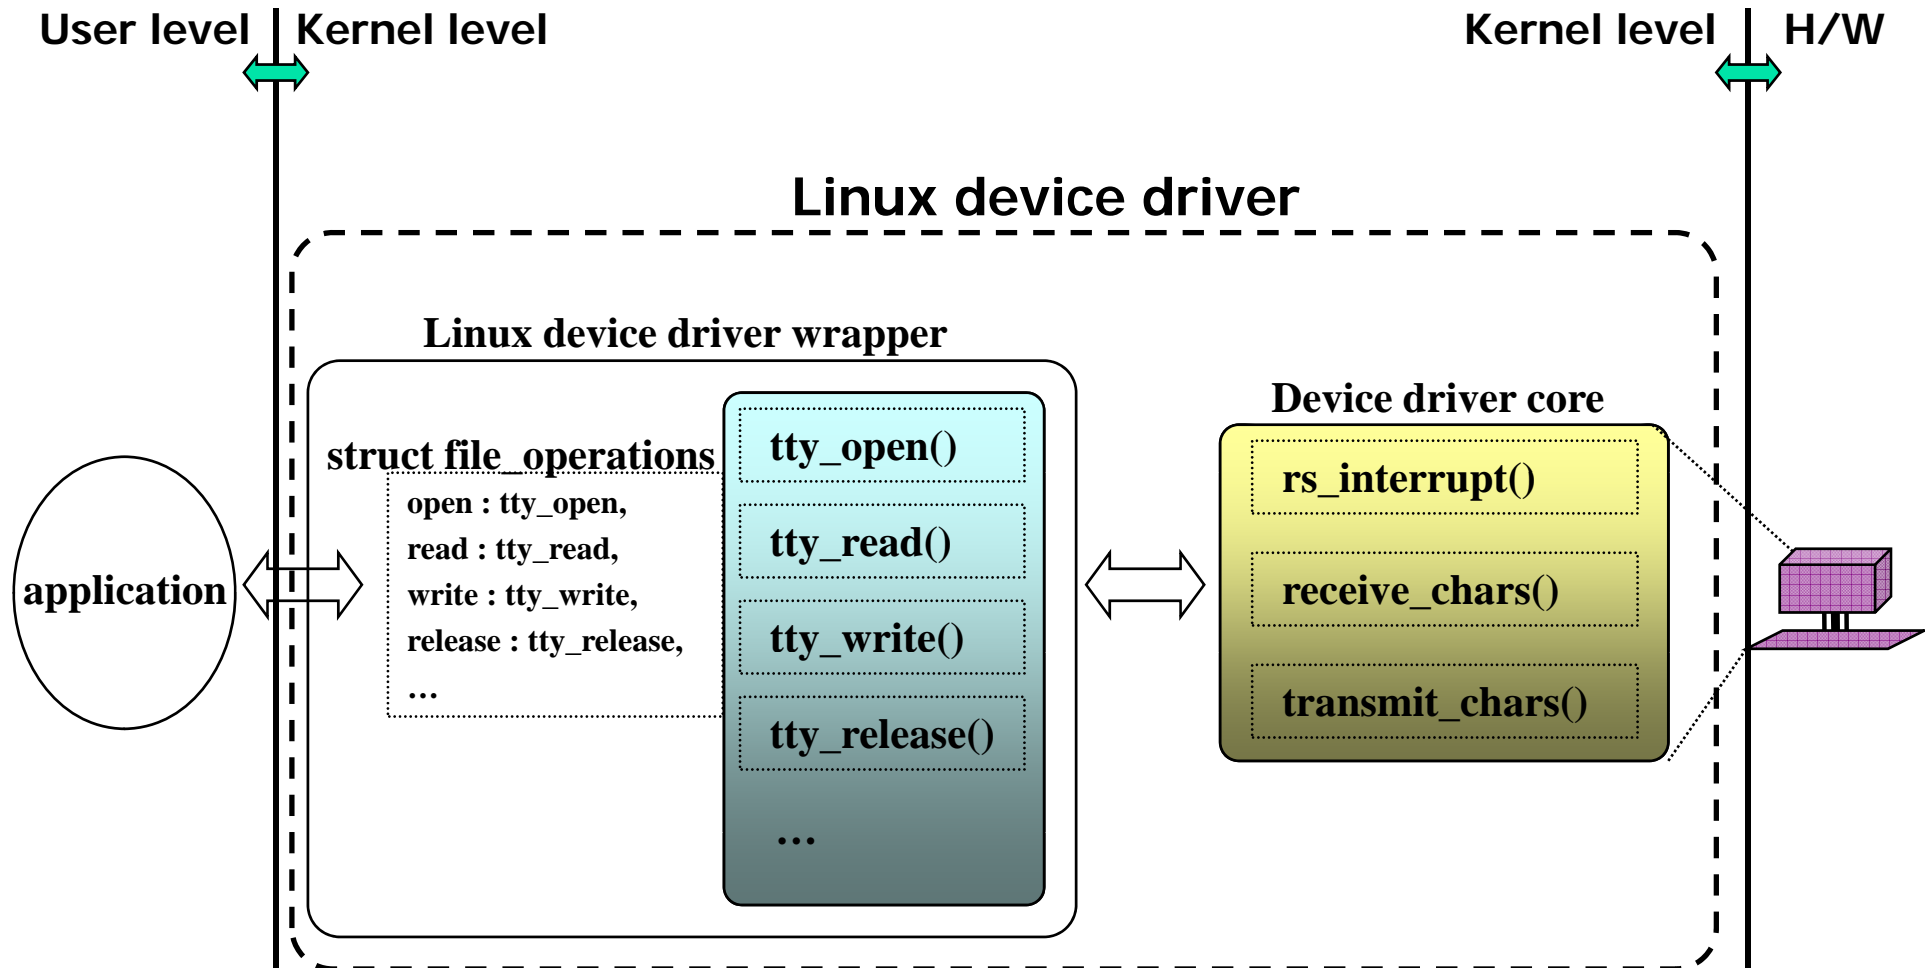 User level
Kernel level
Kernel level
H/W
Linux device driver
Linux device driver wrapper
struct file_operations
open : tty_open,
read : tty_read,
write : tty_write,
release : tty_release,
...
tty_open()
tty_read()
tty_write()
tty_release()
...
Device driver core
rs_interrupt()
receive_chars()
transmit_chars()
application